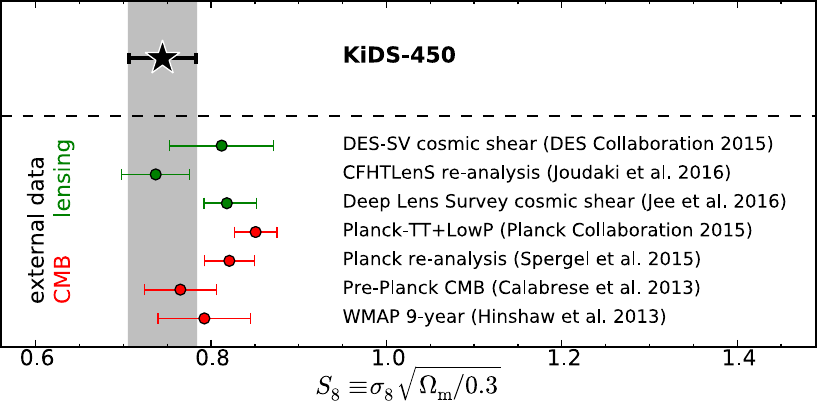 KiDS-450
external data
lensing
CMB
DES-SV cosmic shear (DES Collaboration 2015)
CFHTLenS re-analysis (Joudaki et al. 2016)
Deep Lens Survey cosmic shear (Jee et al. 2016)
Planck-TT+LowP (Planck Collaboration 2015)
Planck re-analysis (Spergel et al. 2015)
Pre-Planck CMB (Calabrese et al. 2013)
WMAP 9-year (Hinshaw et al. 2013)
0.6 0.8 1.0 1.2 1.4
S₈ ≡σ₈√Ωₘ/0.3